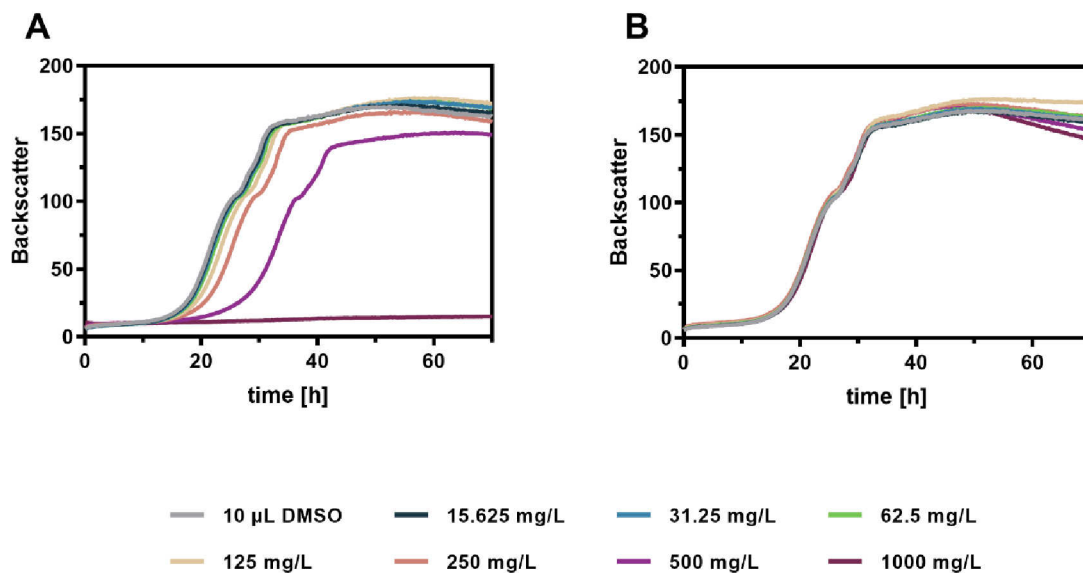 A
B
200
150
100
50
0
Backscatter
0
20
40
60
time [h]
200
150
100
50
0
Backscatter
0
20
40
60
time [h]
10 µL DMSO
15.625 mg/L
31.25 mg/L
62.5 mg/L
125 mg/L
250 mg/L
500 mg/L
1000 mg/L